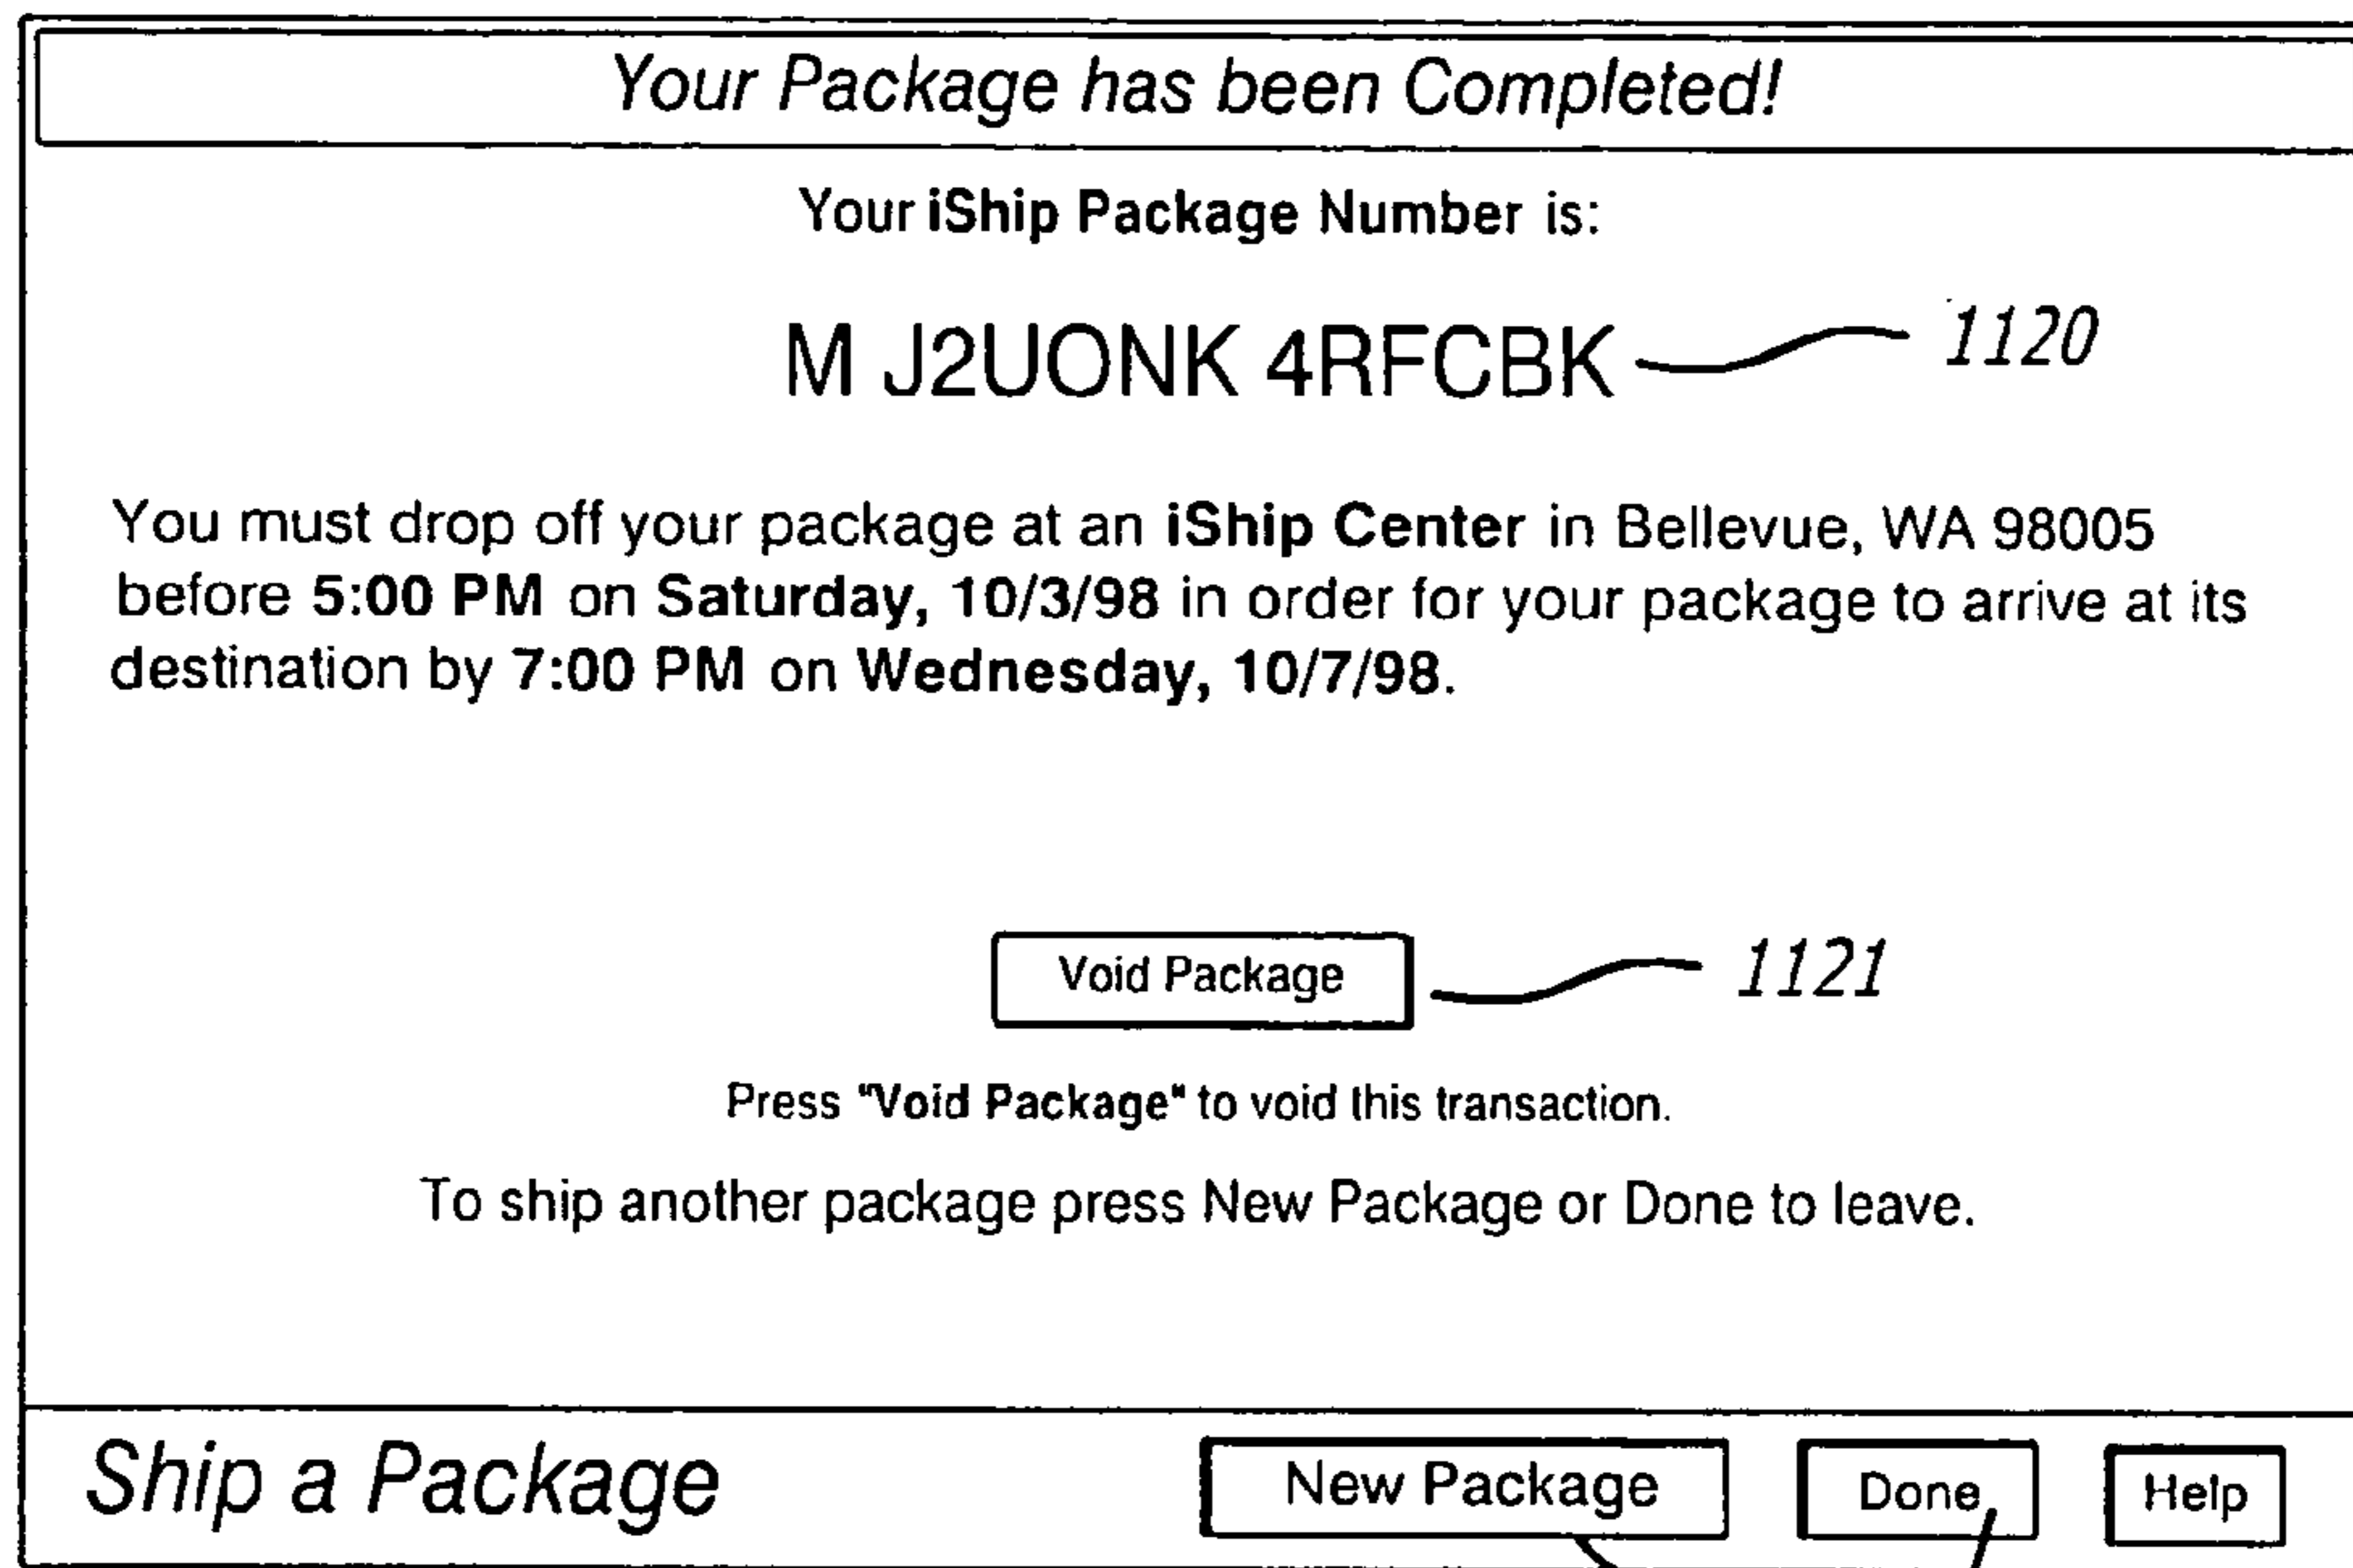 Your Package has been Completed!
Your iShip Package Number is:
M J2UONK 4RFCBK 1120
You must drop off your package at an iShip Center in Bellevue, WA 98005
before 5:00 PM on Saturday, 10/3/98 in order for your package to arrive at its
destination by 7:00 PM on Wednesday, 10/7/98.
Void Package 1121
Press "Void Package" to void this transaction.
To ship another package press New Package or Done to leave.
Ship a Package New Package Done Help